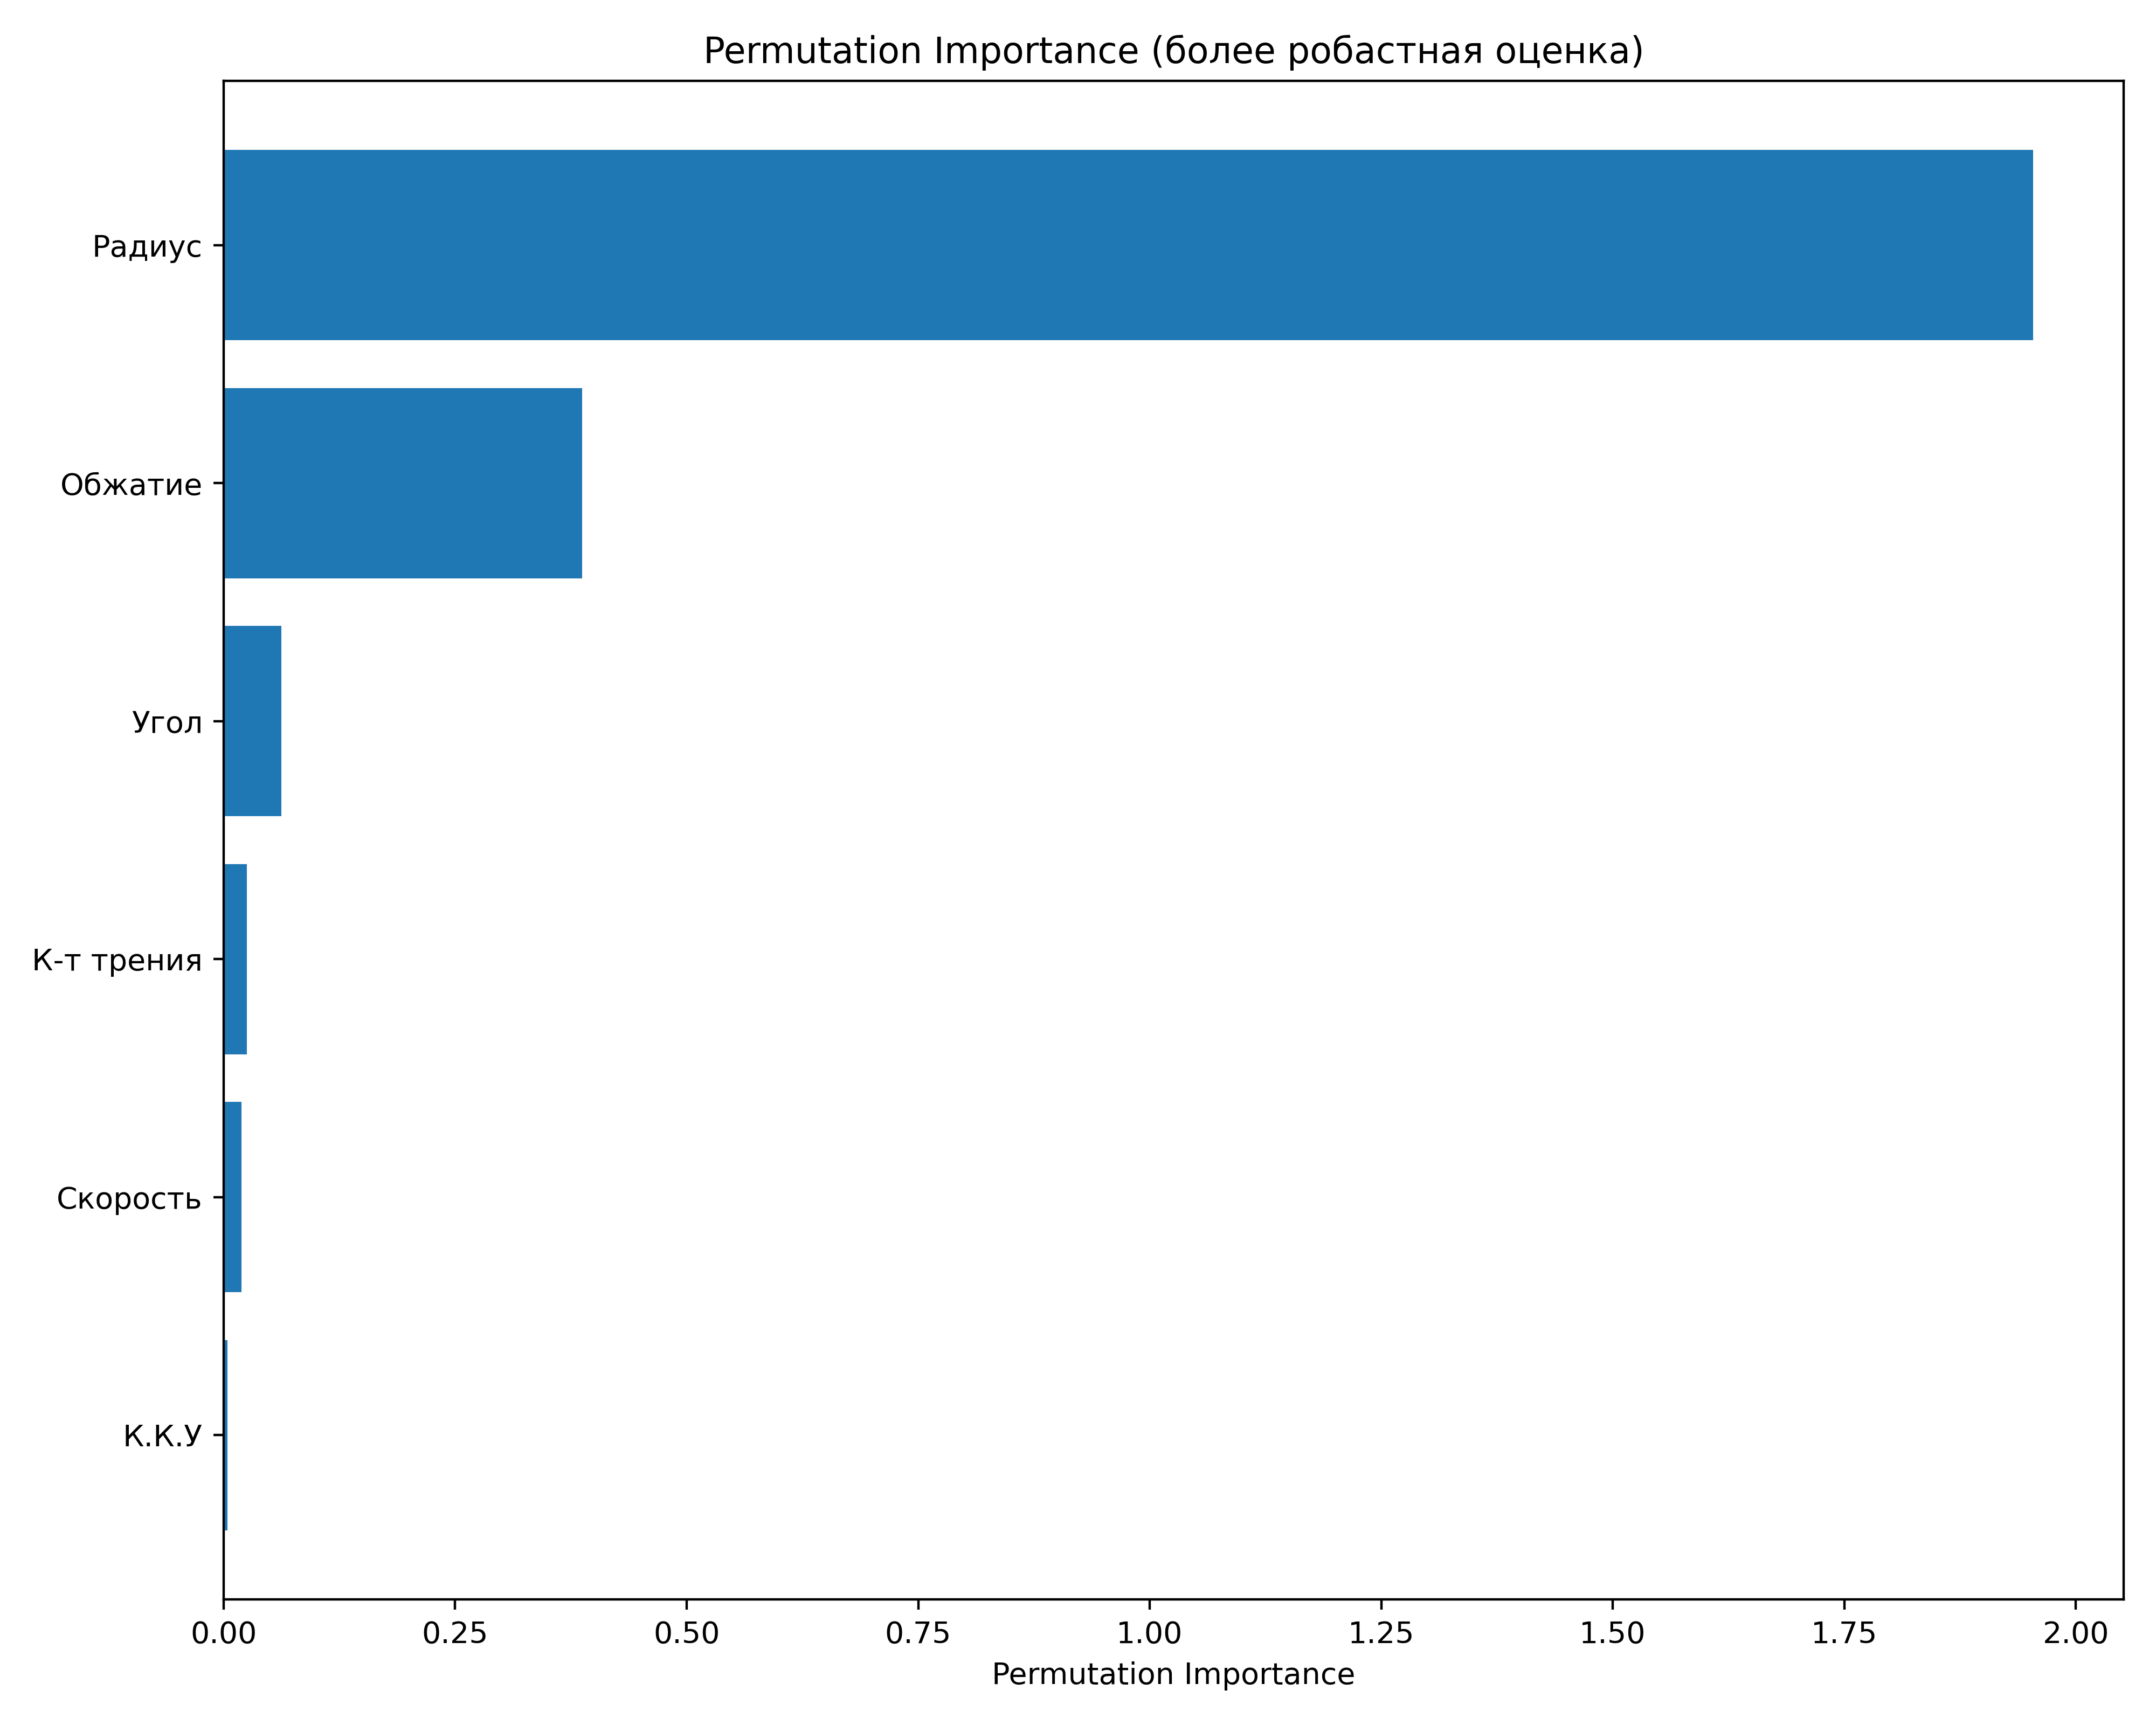 Permutation Importance (более робастная оценка)
Радиус
Обжатие
Угол
К-т трения
Скорость
К.К.У
0.00 0.25 0.50 0.75 1.00 1.25 1.50 1.75 2.00
Permutation Importance